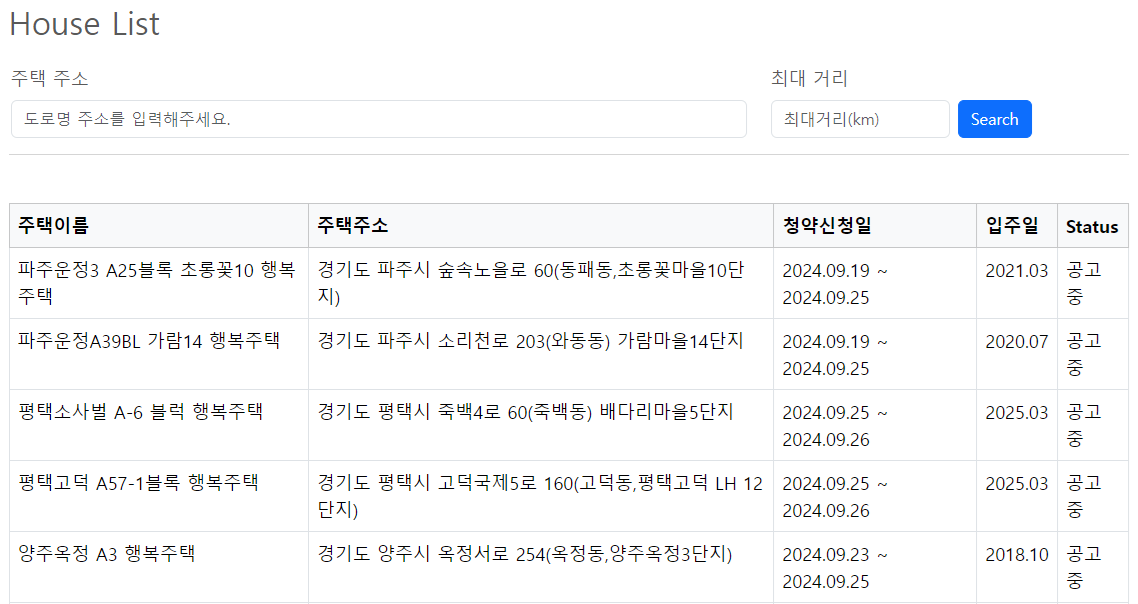 House List
주택 주소
최대 거리
도로명 주소를 입력해주세요.
최대거리(km)
Search
주택이름 주택주소 청약신청일 입주일 Status
파주운정3 A25블록 초롱꽃10 행복
주택
경기도 파주시 숲속노을로 60(동패동,초롱꽃마을10단
지)
2024.09.19 ~
2024.09.25
2021.03
공고
중
파주운정A39BL 가람14 행복주택
경기도 파주시 소리천로 203(와동동) 가람마을14단지
2024.09.19 ~
2024.09.25
2020.07
공고
중
평택소사벌 A-6 블럭 행복주택
경기도 평택시 죽백4로 60(죽백동) 배다리마을5단지
2024.09.25 ~
2024.09.26
2025.03
공고
중
평택고덕 A57-1블록 행복주택
경기도 평택시 고덕국제5로 160(고덕동,평택고덕 LH 12
단지)
2024.09.25 ~
2024.09.26
2025.03
공고
중
양주옥정 A3 행복주택
경기도 양주시 옥정서로 254(옥정동,양주옥정3단지)
2024.09.23 ~
2024.09.25
2018.10
공고
중